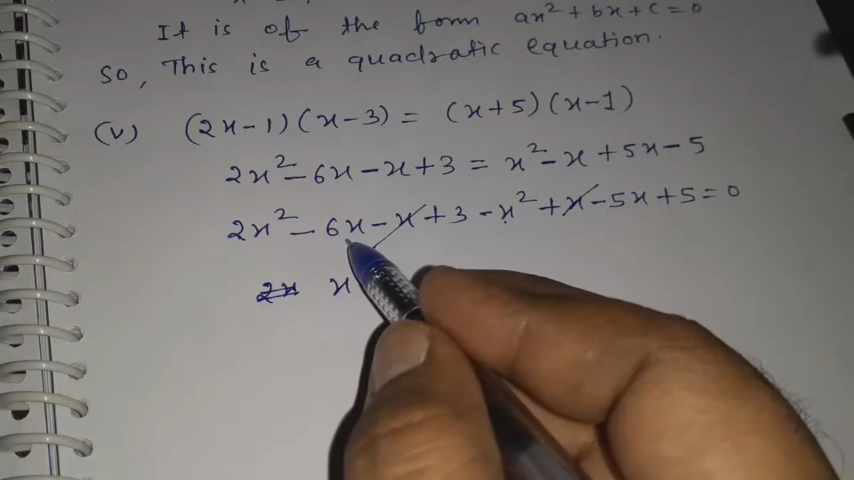 It is of the form ax² + bx + c = 0
So, This is a quadratic equation.
(v) (2x-1)(x-3) = (x+5)(x-1)
2x² - 6x - x + 3 = x² - x + 5x - 5
2x² - 6x - x + 3 - x² + x - 5x + 5 = 0
2x x